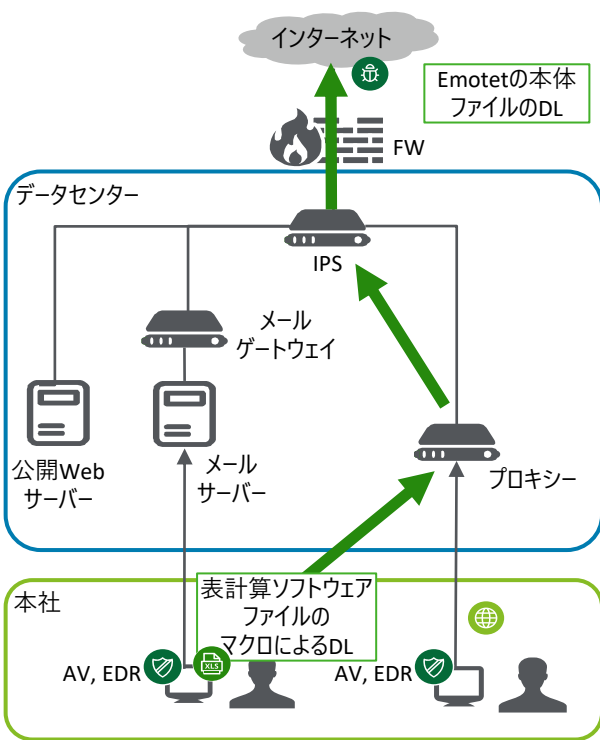 インターネット
Emotetの本体
ファイルのDL
FW
データセンター
IPS
メール
ゲートウェイ
公開Web
サーバー
メール
サーバー
プロキシー
本社
表計算ソフトウェア
ファイルの
マクロによるDL
AV, EDR
XLS
AV, EDR